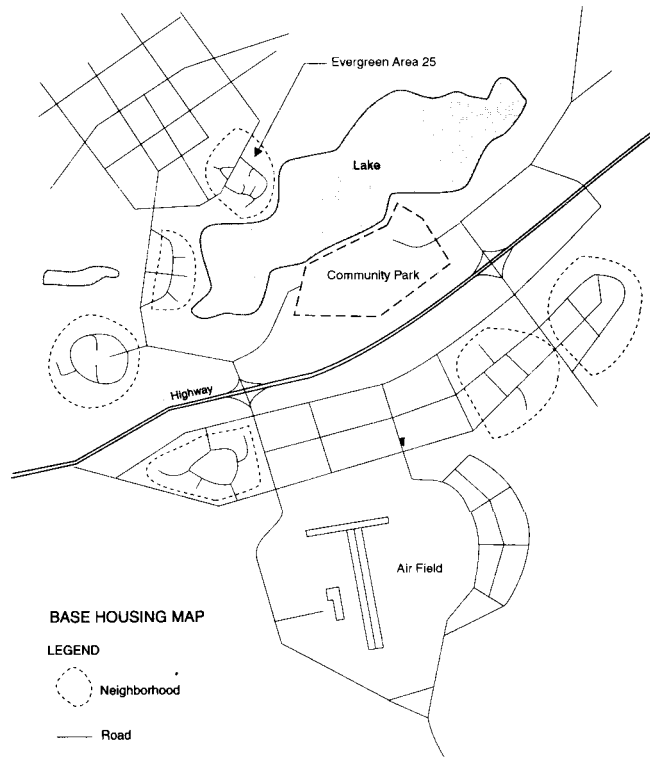 Evergreen Area 25
Lake
Community Park
Highway
Air Field
BASE HOUSING MAP
LEGEND
Neighborhood
Road